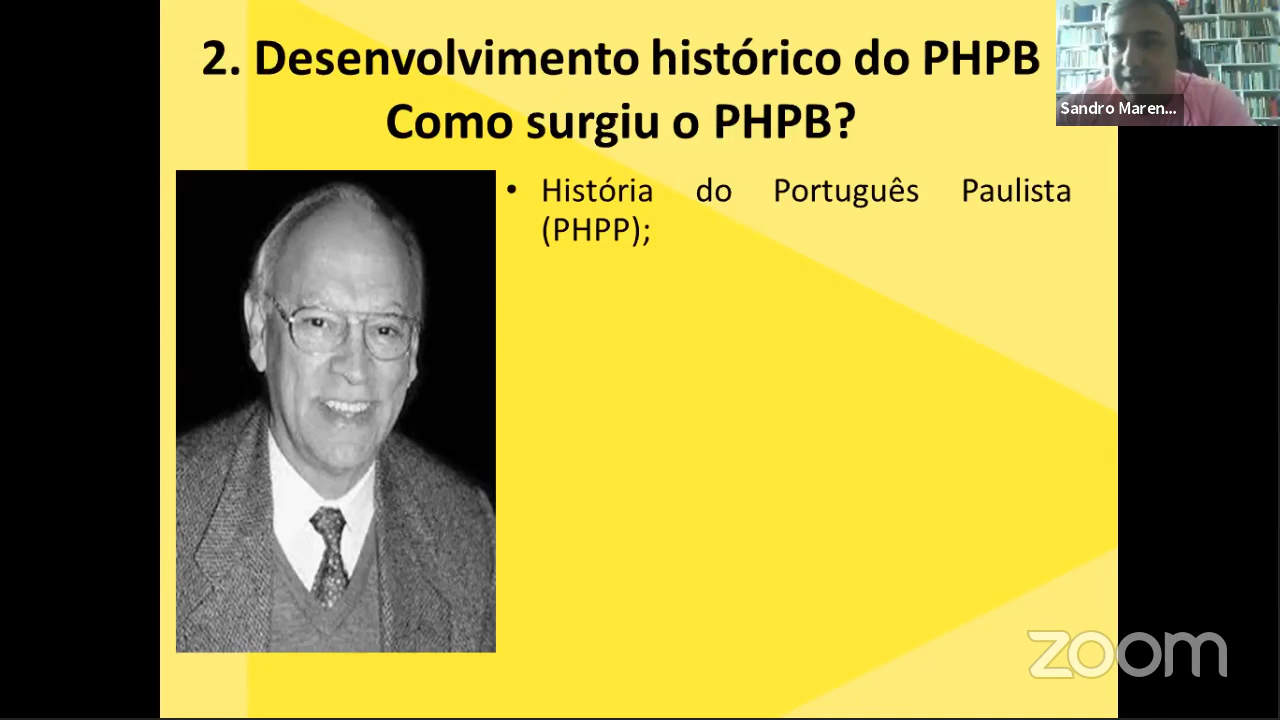 2. Desenvolvimento histórico do PHPB
Como surgiu o PHPB?
Sandro Maren...
• História do Português Paulista
(PHPP);
zoom